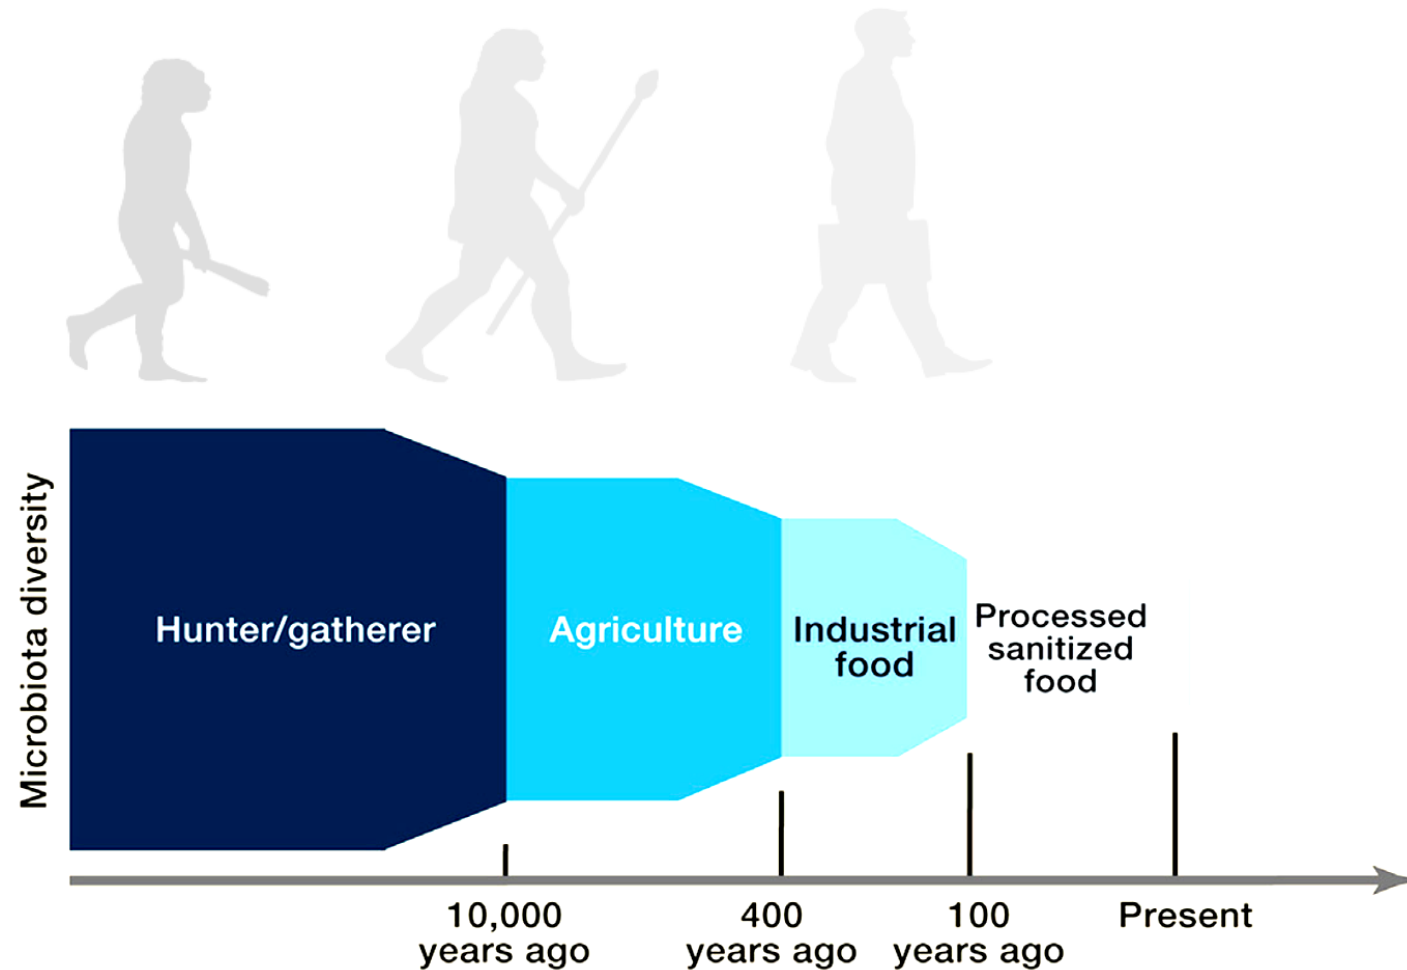 Microbiota diversity
Hunter/gatherer
Agriculture
Industrial
food
Processed
sanitized
food
10,000
years ago
400
years ago
100
years ago
Present